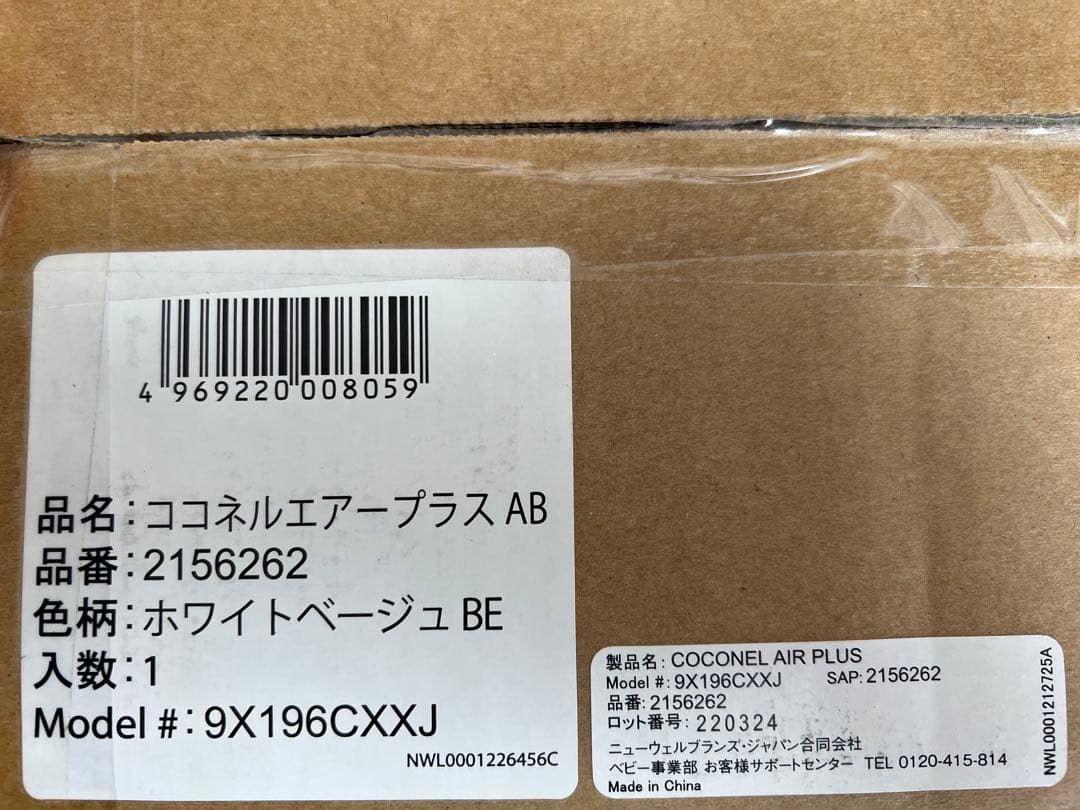 4 969220 008059
品名:ココネルエアープラス AB
品番:2156262
色柄:ホワイトベージュ BE
入数:1
Model #:9X196CXXJ
NWL0001226456C
製品名: COCONEL AIR PLUS
Model #: 9X196CXXJ SAP: 2156262
品番: 2156262
ロット番号: 220324
ニューウェルブランズ・ジャパン合同会社
ベビー事業部 お客様サポートセンター TEL 0120-415-814
Made in China
NWL0001212725A